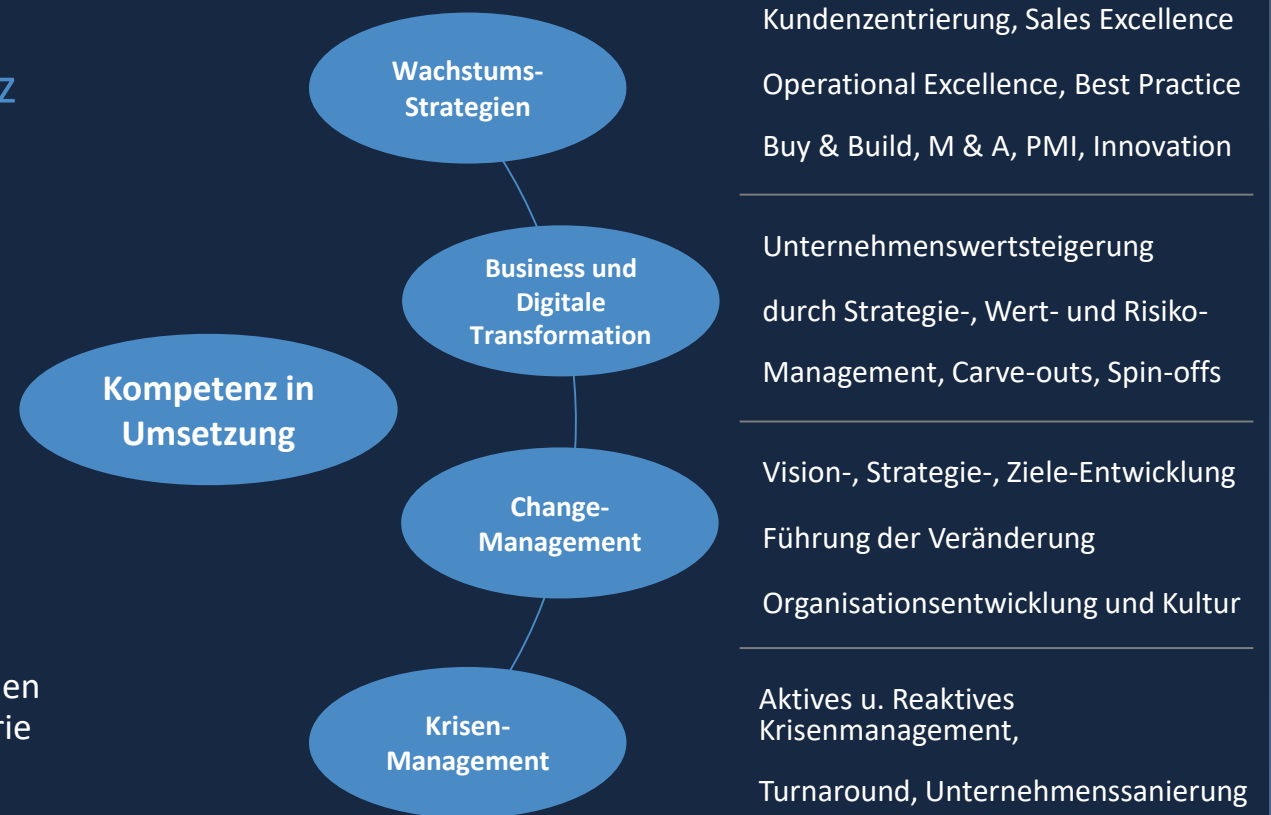 Kompetenz in
Umsetzung
Wachstums-
Strategien
Kundenzentrierung, Sales Excellence
Operational Excellence, Best Practice
Buy & Build, M & A, PMI, Innovation
Business und
Digitale
Transformation
Unternehmenswertsteigerung
durch Strategie-, Wert- und Risiko-
Management, Carve-outs, Spin-offs
Change-
Management
Vision-, Strategie-, Ziele-Entwicklung
Führung der Veränderung
Organisationsentwicklung und Kultur
Krisen-
Management
Aktives u. Reaktives
Krisenmanagement,
Turnaround, Unternehmenssanierung